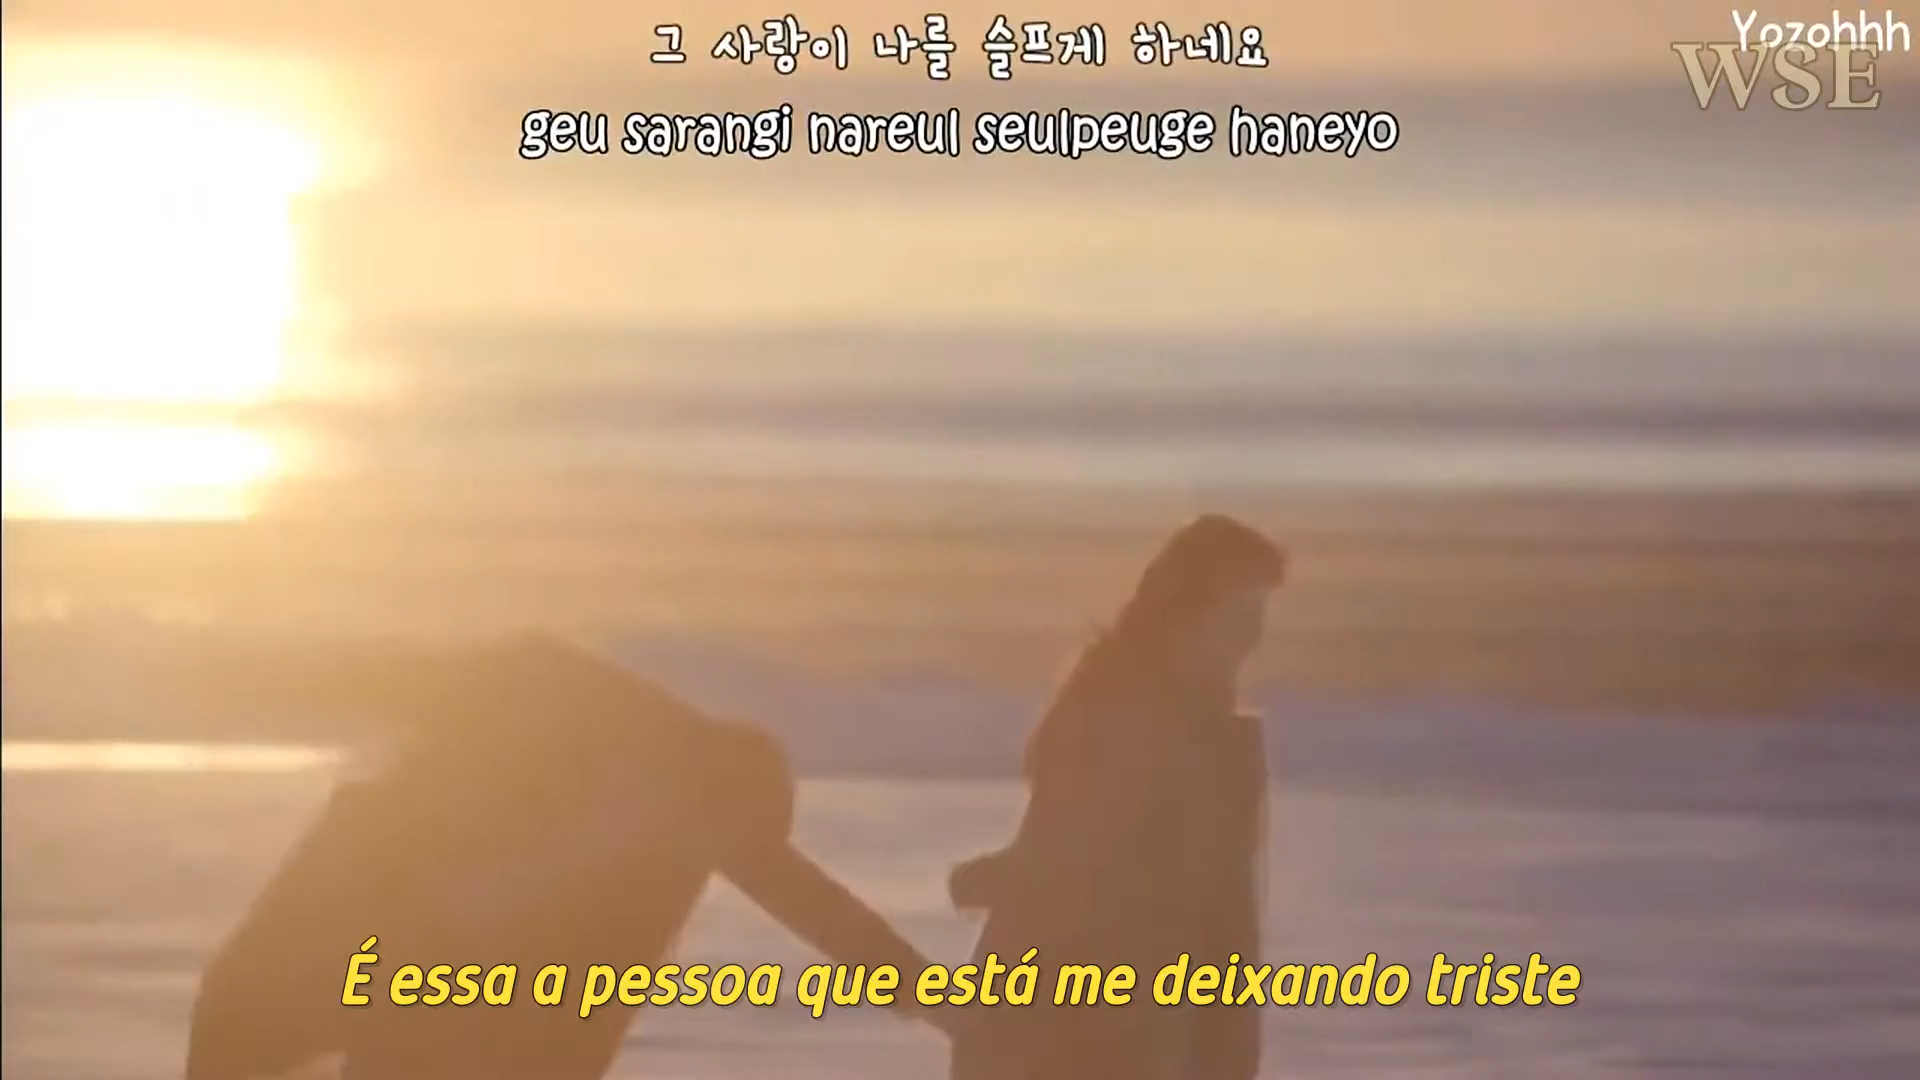 그 사랑이 나를 슬프게 하네요
Yozohhh
WSE
geu sarangi nareul seulpeuge haneyo
É essa a pessoa que está me deixando triste